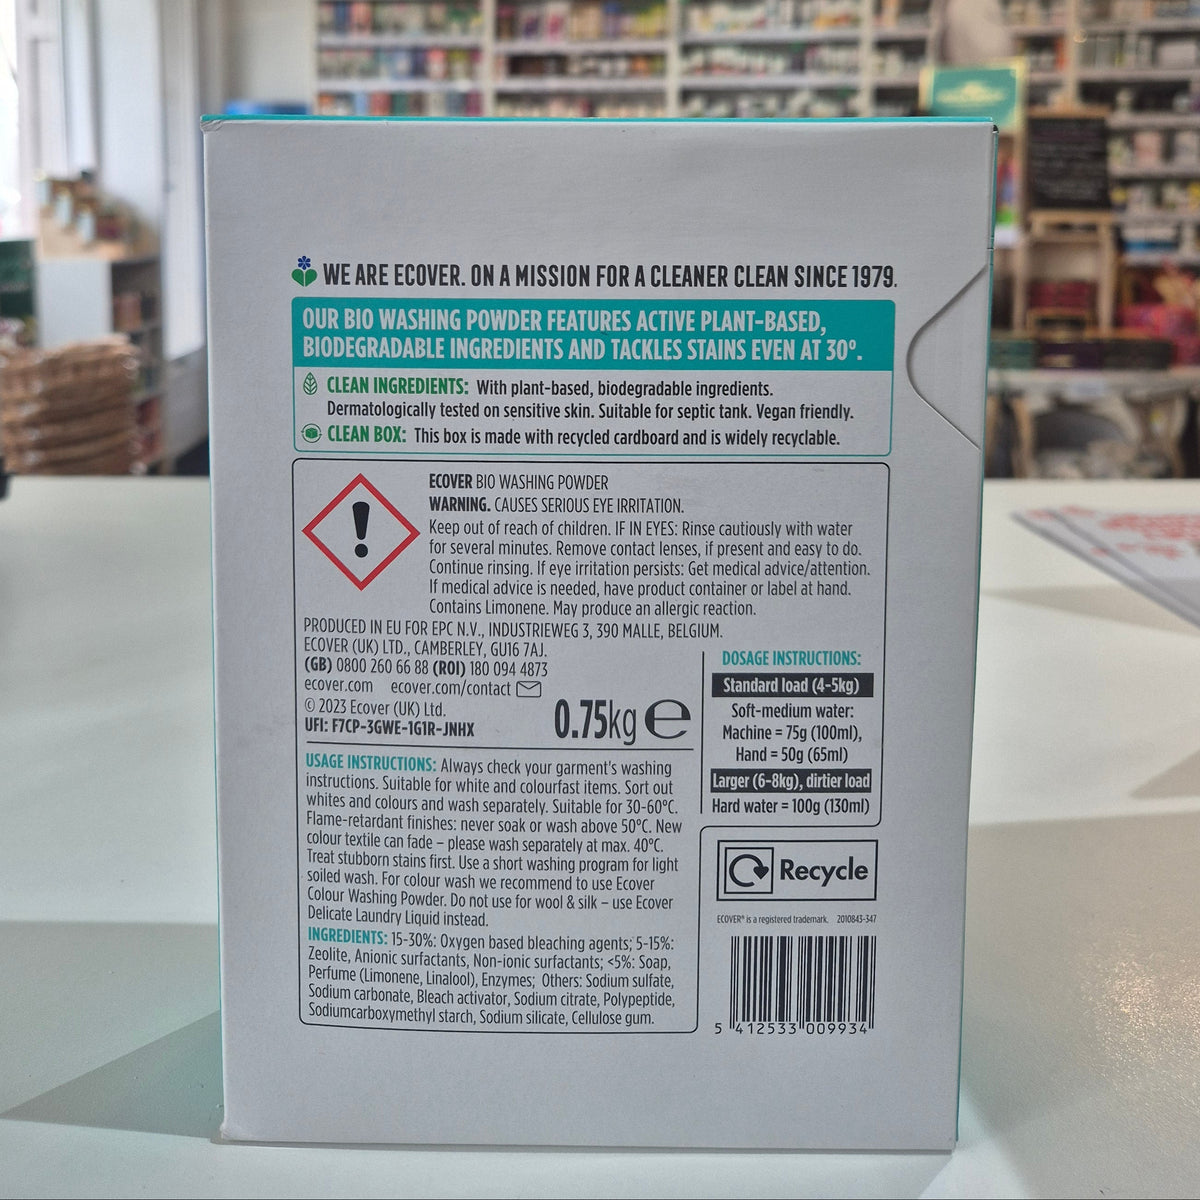 WE ARE ECOVER. ON A MISSION FOR A CLEANER CLEAN SINCE 1979.
OUR BIO WASHING POWDER FEATURES ACTIVE PLANT-BASED,
BIODEGRADABLE INGREDIENTS AND TACKLES STAINS EVEN AT 30°.
CLEAN INGREDIENTS: With plant-based, biodegradable ingredients.
Dermatologically tested on sensitive skin. Suitable for septic tank. Vegan friendly.
CLEAN BOX: This box is made with recycled cardboard and is widely recyclable.
ECOVER BIO WASHING POWDER
WARNING. CAUSES SERIOUS EYE IRRITATION.
Keep out of reach of children. IF IN EYES: Rinse cautiously with water
for several minutes. Remove contact lenses, if present and easy to do.
Continue rinsing. If eye irritation persists: Get medical advice/attention.
If medical advice is needed, have product container or label at hand.
Contains Limonene. May produce an allergic reaction.
PRODUCED IN EU FOR EPC N.V., INDUSTRIEWEG 3, 390 MALLE, BELGIUM.
ECOVER (UK) LTD., CAMBERLEY, GU16 7AJ.
(GB) 0800 260 66 88 (ROI) 180 094 4873
ecover.com ecover.com/contact
© 2023 Ecover (UK) Ltd.
UFI: F7CP-3GWE-1G1R-JNHX
0.75kg e
USAGE INSTRUCTIONS: Always check your garment's washing
instructions. Suitable for white and colourfast items. Sort out
whites and colours and wash separately. Suitable for 30-60°C.
Flame-retardant finishes: never soak or wash above 50°C. New
colour textile can fade – please wash separately at max. 40°C.
Treat stubborn stains first. Use a short washing program for light
soiled wash. For colour wash we recommend to use Ecover
Colour Washing Powder. Do not use for wool & silk – use Ecover
Delicate Laundry Liquid instead.
INGREDIENTS: 15-30%: Oxygen based bleaching agents; 5-15%:
Zeolite, Anionic surfactants, Non-ionic surfactants; <5%: Soap,
Perfume (Limonene, Linalool), Enzymes; Others: Sodium sulfate,
Sodium carbonate, Bleach activator, Sodium citrate, Polypeptide,
Sodiumcarboxymethyl starch, Sodium silicate, Cellulose gum.
DOSAGE INSTRUCTIONS:
Standard load (4-5kg)
Soft-medium water:
Machine = 75g (100ml),
Hand = 50g (65ml)
Larger (6-8kg), dirtier load
Hard water = 100g (130ml)
Recycle
ECOVER® is a registered trademark. 2010843-347
5 412533 009934